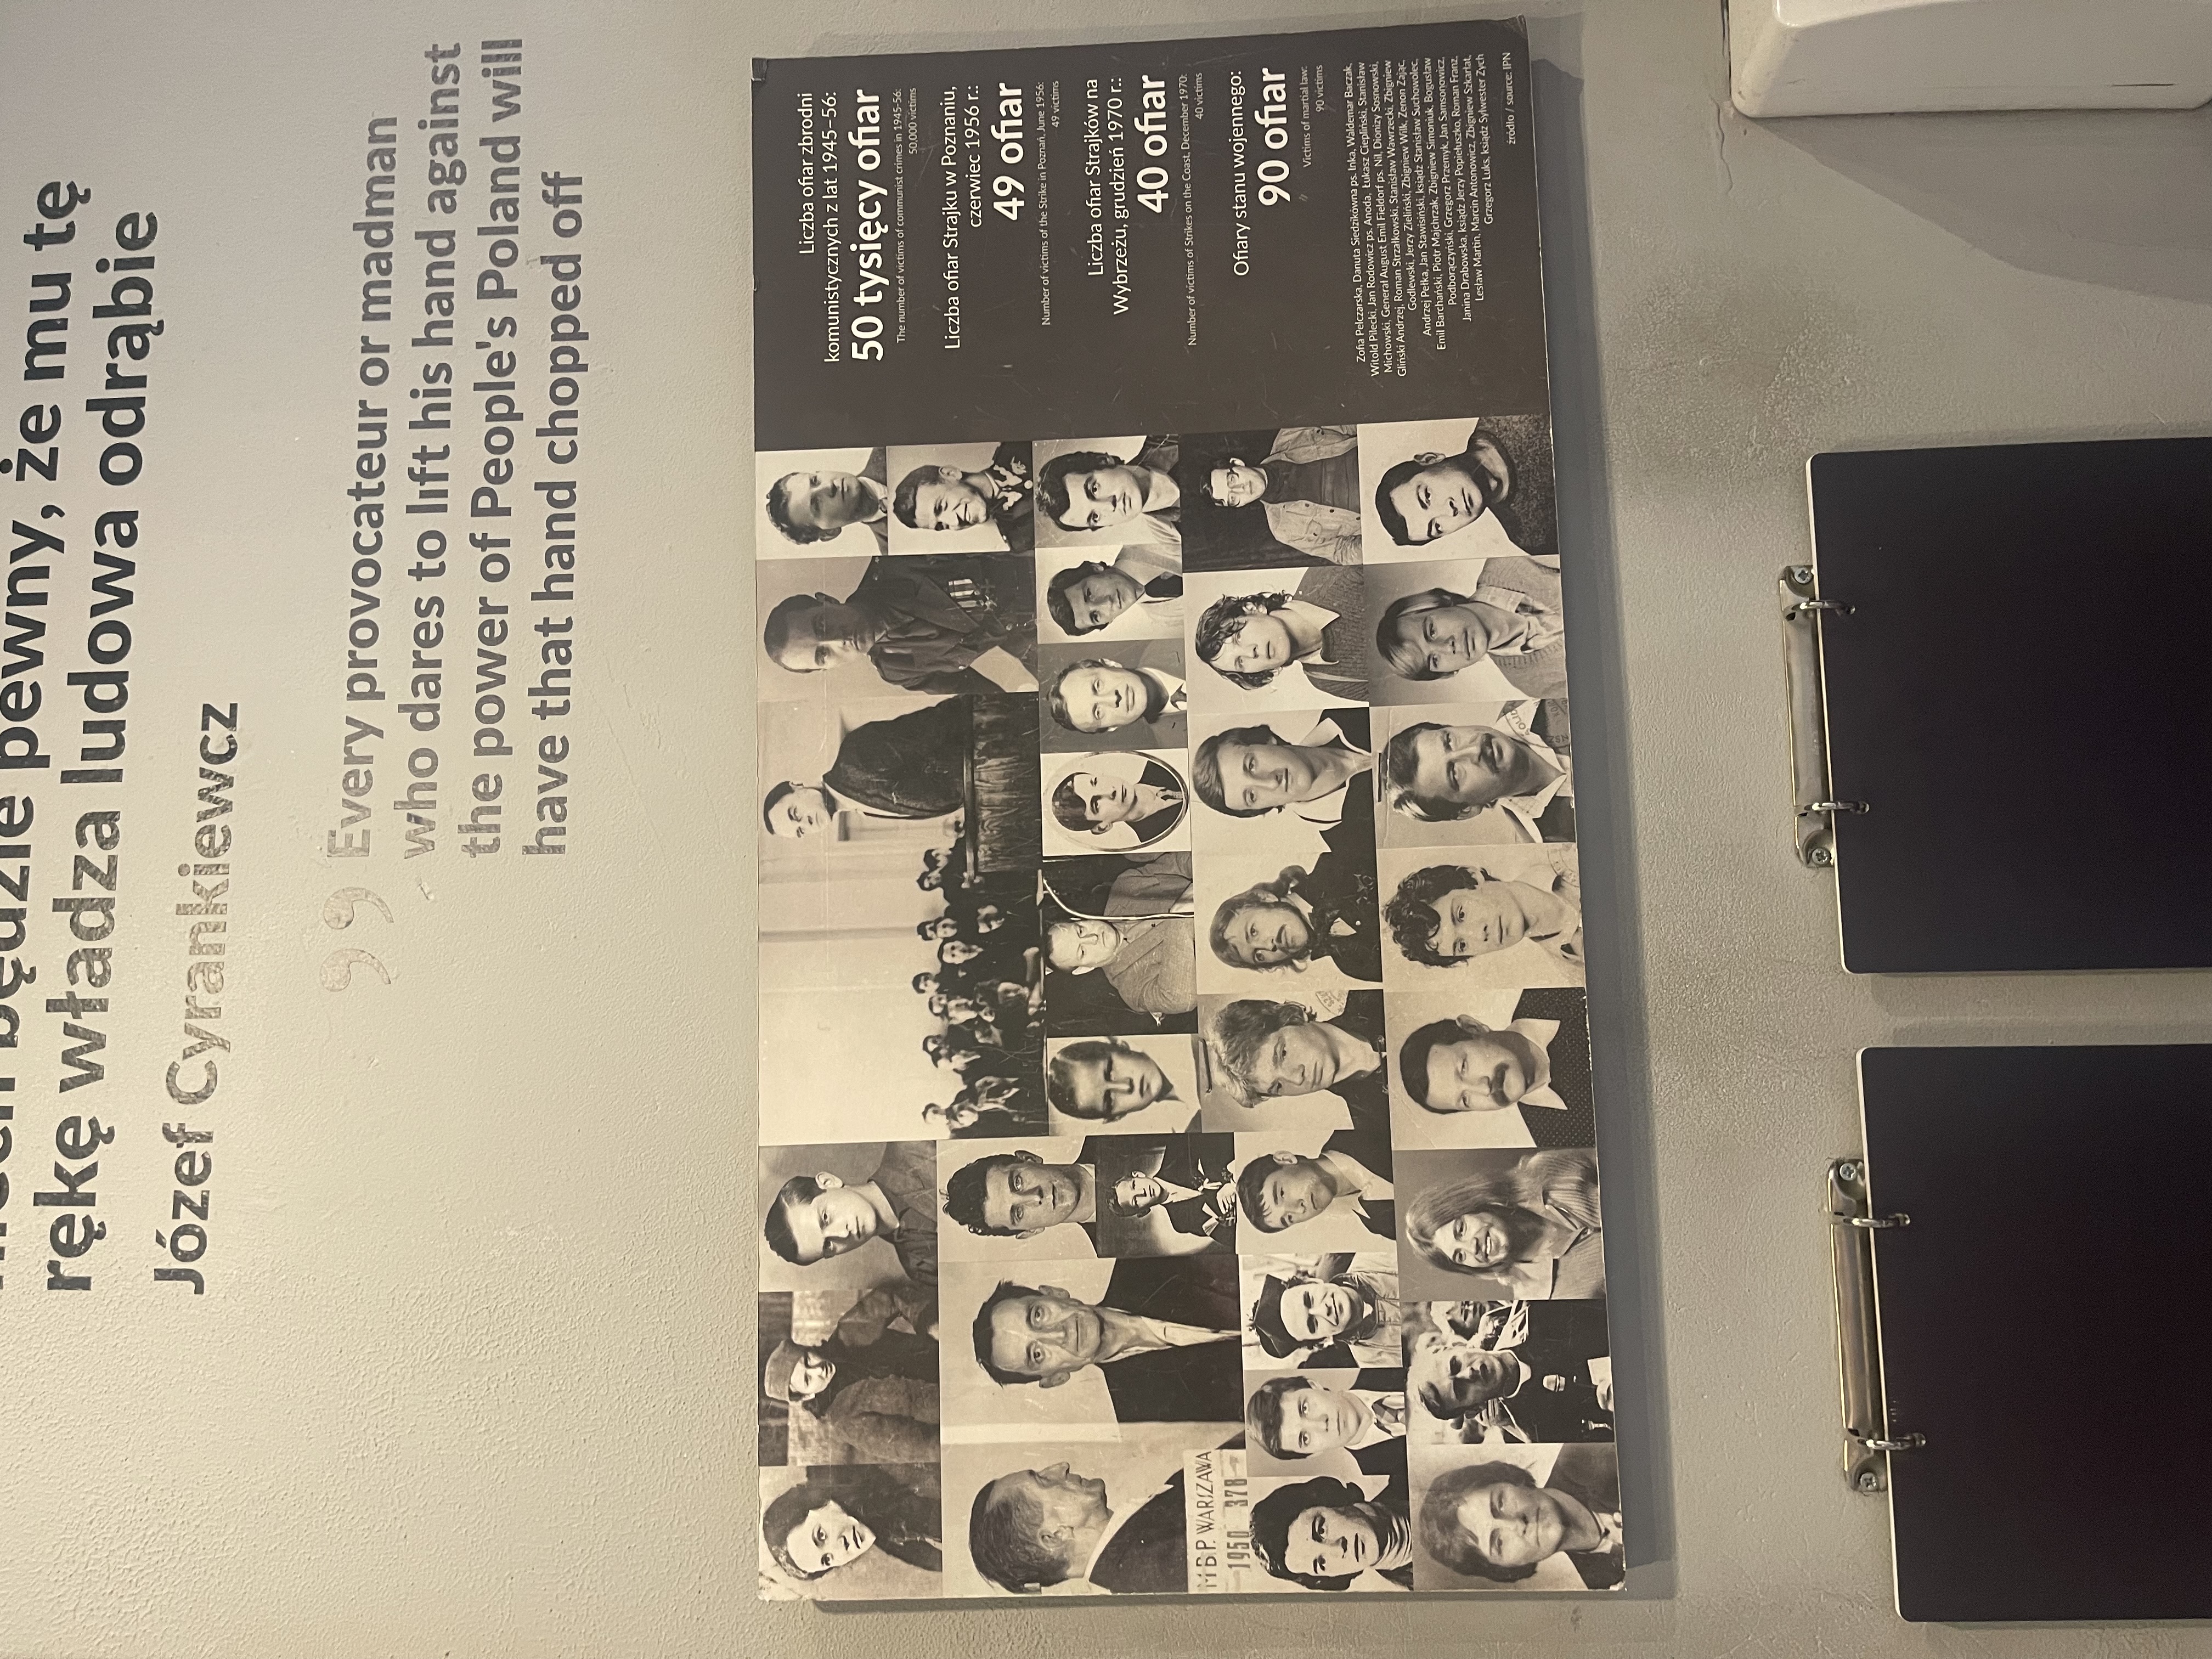 niech będzie pewny, że mu tę
rękę władza ludowa odrąbie
Józef Cyrankiewcz
” Every provocateur or madman
who dares to lift his hand against
the power of People's Poland will
have that hand chopped off
Liczba ofiar zbrodni
komunistycznych z lat 1945–56:
50 tysięcy ofiar
The number of victims of communist crimes in 1945-56:
50,000 victims
Liczba ofiar Strajku w Poznaniu,
czerwiec 1956 r.:
49 ofiar
Number of victims of the Strike in Poznań, June 1956:
49 victims
Liczba ofiar Strajków na
Wybrzeżu, grudzień 1970 r.:
40 ofiar
Number of victims of Strikes on the Coast, December 1970:
40 victims
Ofiary stanu wojennego:
90 ofiar
Victims of martial law:
90 victims
Zofia Pelczarska, Danuta Siedzikówna ps. Inka, Waldemar Baczak,
Witold Pilecki, Jan Rodowicz ps. Anoda, Łukasz Ciepliński, Stanisław
Michowski, Generał August Emil Fieldorf ps. Nil, Dionizy Sosnowski,
Gliński Andrzej, Roman Strzałkowski, Stanisław Wawrzecki, Zbigniew
Godlewski, Jerzy Zieliński, Zbigniew Wilk, Zenon Zając,
Andrzej Pełka, Jan Stawisiński, ksiądz Stanisław Suchowolec,
Emil Barchański, Piotr Majchrzak, Zbigniew Simoniuk, Bogusław
Podborączyński, Grzegorz Przemyk, Jan Samsonowicz,
Janina Drabowska, ksiądz Jerzy Popiełuszko, Roman Franz,
Lesław Martin, Marcin Antonowicz, Zbigniew Szkarłat,
Grzegorz Luks, ksiądz Sylwester Zych
źródło / source: IPN
M.B.P. WARSZAWA
1950 378